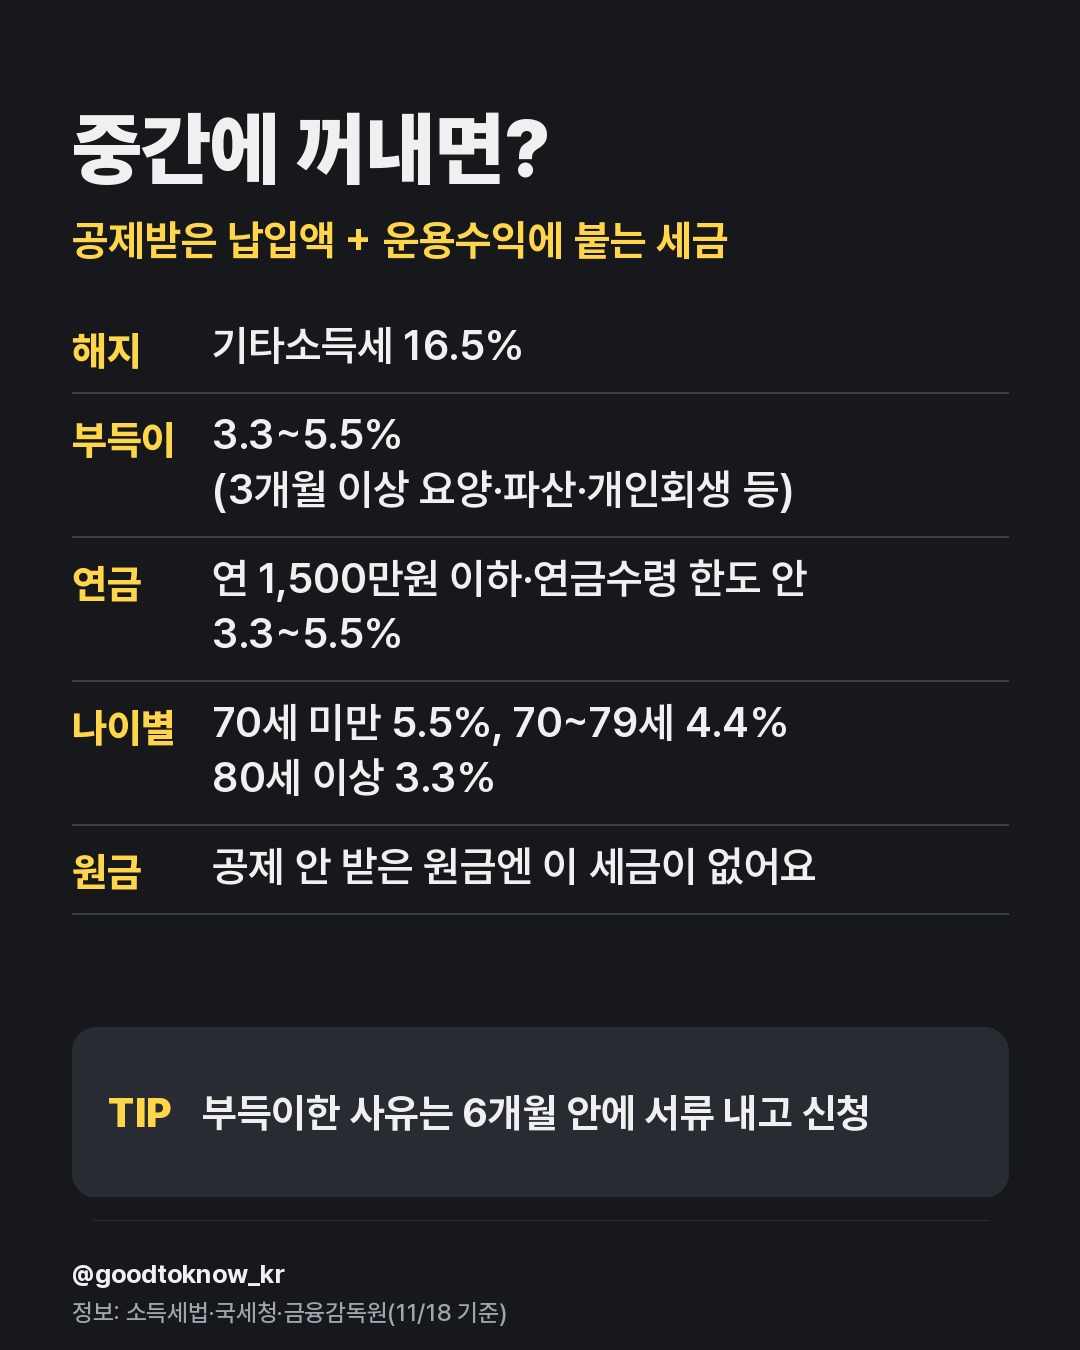 중간에 꺼내면?
공제받은 납입액 + 운용수익에 붙는 세금
해지 기타소득세 16.5%
부득이 3.3~5.5%
(3개월 이상 요양·파산·개인회생 등)
연금 연 1,500만원 이하·연금수령 한도 안
3.3~5.5%
나이별 70세 미만 5.5%, 70~79세 4.4%
80세 이상 3.3%
원금 공제 안 받은 원금엔 이 세금이 없어요
TIP 부득이한 사유는 6개월 안에 서류 내고 신청
@goodtoknow_kr
정보: 소득세법·국세청·금융감독원(11/18 기준)